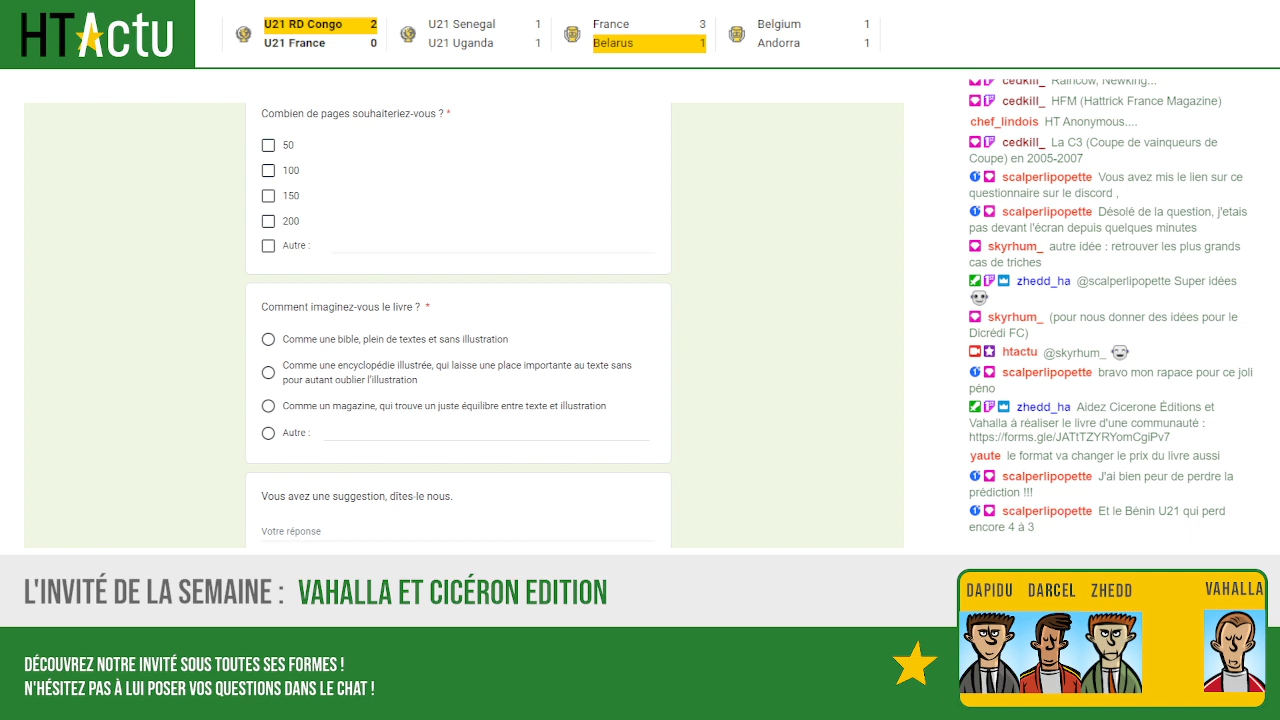 HTActu
U21 RD Congo 2
U21 France 0
U21 Senegal 1
U21 Uganda 1
France 3
Belarus 1
Belgium 1
Andorra 1
Combien de pages souhaiteriez-vous ? *
50
100
150
200
Autre :
Comment imaginez-vous le livre ? *
Comme une bible, plein de textes et sans illustration
Comme une encyclopédie illustrée, qui laisse une place importante au texte sans
pour autant oublier l'illustration
Comme un magazine, qui trouve un juste équilibre entre texte et illustration
Autre :
Vous avez une suggestion, dîtes-le nous.
Votre réponse
cedkill_ Raincow, Newking...
cedkill_ HFM (Hattrick France Magazine)
chef_lindois HT Anonymous....
cedkill_ La C3 (Coupe de vainqueurs de
Coupe) en 2005-2007
scalperlipopette Vous avez mis le lien sur ce
questionnaire sur le discord ,
scalperlipopette Désolé de la question, j'etais
pas devant l'écran depuis quelques minutes
skyrhum_ autre idée : retrouver les plus grands
cas de triches
zhedd_ha @scalperlipopette Super idées
skyrhum_ (pour nous donner des idées pour le
Dicrédi FC)
htactu @skyrhum_
scalperlipopette bravo mon rapace pour ce joli
péno
zhedd_ha Aidez Cicerone Éditions et
Vahalla à réaliser le livre d'une communauté :
https://forms.gle/JATtTZYRYomCgiPv7
yaute le format va changer le prix du livre aussi
scalperlipopette J'ai bien peur de perdre la
prédiction !!!
scalperlipopette Et le Bénin U21 qui perd
encore 4 à 3
L'INVITÉ DE LA SEMAINE : VAHALLA ET CICÉRON EDITION
DAPIDU DARCEL ZHEDD VAHALLA
DÉCOUVREZ NOTRE INVITÉ SOUS TOUTES SES FORMES !
N'HÉSITEZ PAS À LUI POSER VOS QUESTIONS DANS LE CHAT !